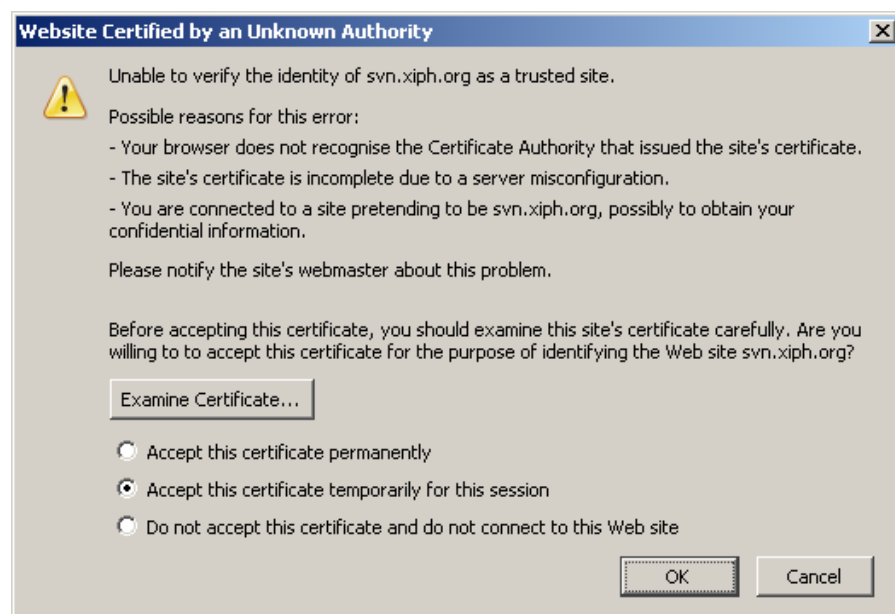 Website Certified by an Unknown Authority
Unable to verify the identity of svn.xiph.org as a trusted site.
Possible reasons for this error:
- Your browser does not recognise the Certificate Authority that issued the site's certificate.
- The site's certificate is incomplete due to a server misconfiguration.
- You are connected to a site pretending to be svn.xiph.org, possibly to obtain your
confidential information.
Please notify the site's webmaster about this problem.
Before accepting this certificate, you should examine this site's certificate carefully. Are you
willing to to accept this certificate for the purpose of identifying the Web site svn.xiph.org?
Examine Certificate...
Accept this certificate permanently
Accept this certificate temporarily for this session
Do not accept this certificate and do not connect to this Web site
OK Cancel